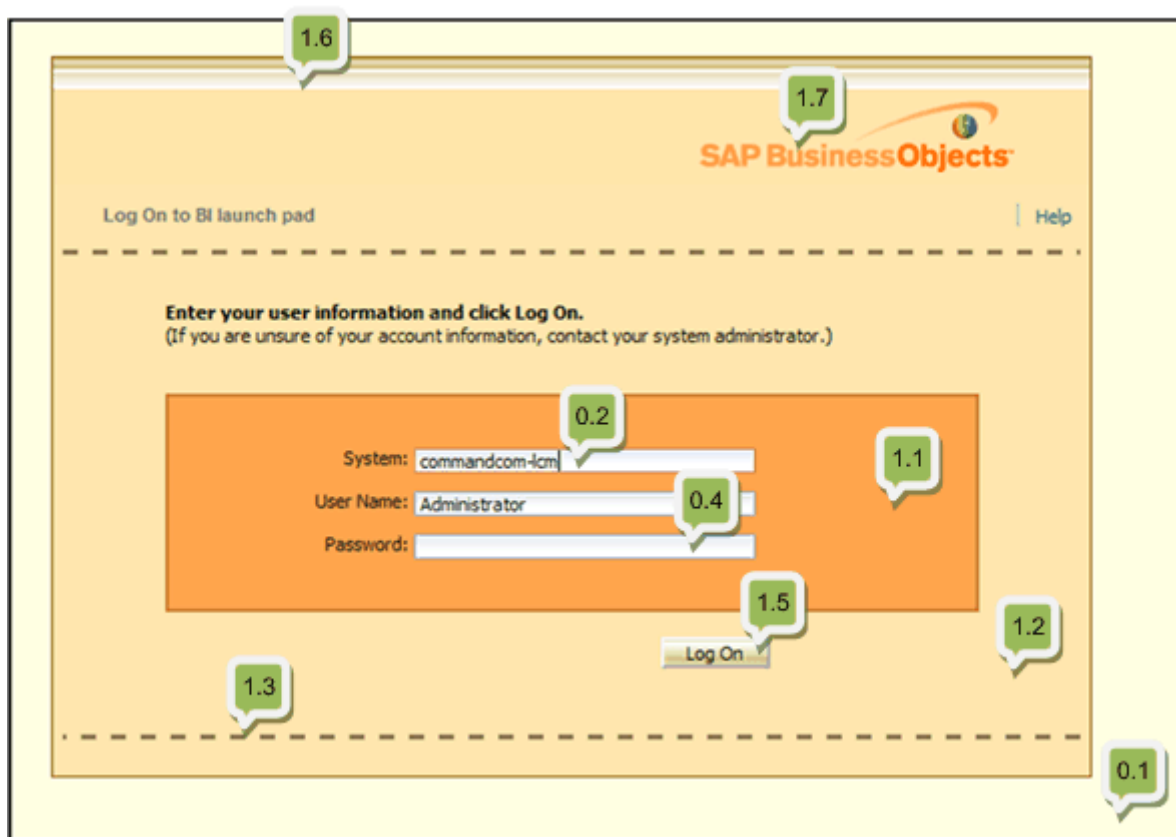 1.6
1.7
SAP BusinessObjects™
Log On to BI launch pad
Help
Enter your user information and click Log On.
(If you are unsure of your account information, contact your system administrator.)
0.2
System: commandcom-lcm
1.1
User Name: Administrator
0.4
Password:
1.5
1.2
Log On
1.3
0.1